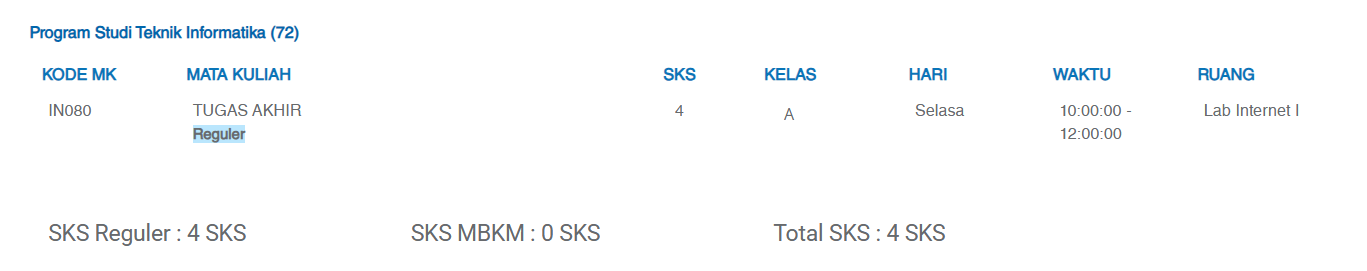 Program Studi Teknik Informatika (72)
KODE MK MATA KULIAH SKS KELAS HARI WAKTU RUANG
IN080 TUGAS AKHIR 4 A Selasa 10:00:00 - Lab Internet I
Reguler 12:00:00
SKS Reguler : 4 SKS SKS MBKM : 0 SKS Total SKS : 4 SKS